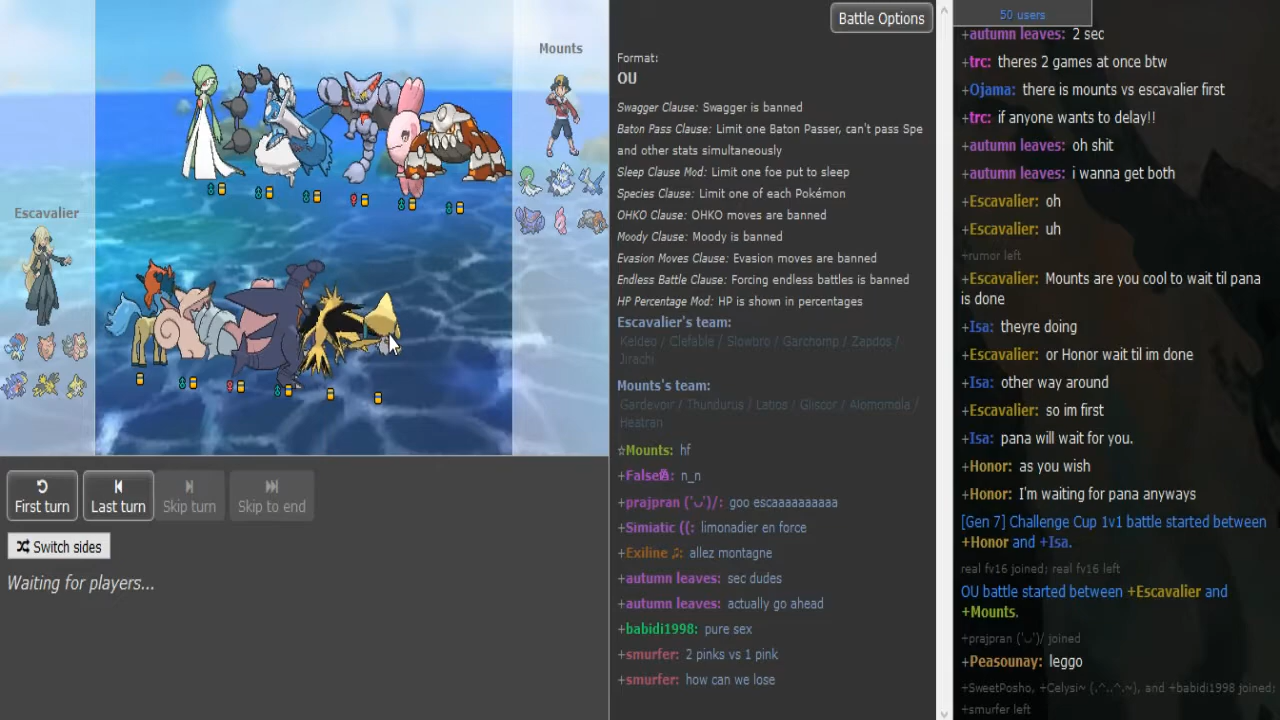 Escavalier
First turn
Last turn
Skip turn
Skip to end
Switch sides
Waiting for players...
Mounts
Battle Options
Format:
OU
Swagger Clause: Swagger is banned
Baton Pass Clause: Limit one Baton Passer, can't pass Spe
and other stats simultaneously
Sleep Clause Mod: Limit one foe put to sleep
Species Clause: Limit one of each Pokémon
OHKO Clause: OHKO moves are banned
Moody Clause: Moody is banned
Evasion Moves Clause: Evasion moves are banned
Endless Battle Clause: Forcing endless battles is banned
HP Percentage Mod: HP is shown in percentages
Escavalier's team:
Keldeo / Clefable / Slowbro / Garchomp / Zapdos /
Jirachi
Mounts's team:
Gardevoir / Thundurus / Latios / Gliscor / Alomomola /
Heatran
☆Mounts: hf
n_n
+prajpran ('◡')/: goo escaaaaaaaaaa
+Simiatic ((: limonadier en force
+Exiline ♫: allez montagne
+autumn leaves: sec dudes
+autumn leaves: actually go ahead
+babidi1998: pure sex
+smurfer: 2 pinks vs 1 pink
+smurfer: how can we lose
50 users
+autumn leaves: 2 sec
+trc: theres 2 games at once btw
+Ojama: there is mounts vs escavalier first
+trc: if anyone wants to delay!!
+autumn leaves: oh shit
+autumn leaves: i wanna get both
+Escavalier: oh
+Escavalier: uh
+rumor left
+Escavalier: Mounts are you cool to wait til pana
is done
+Isa: theyre doing
+Escavalier: or Honor wait til im done
+Isa: other way around
+Escavalier: so im first
+Isa: pana will wait for you.
+Honor: as you wish
+Honor: I'm waiting for pana anyways
[Gen 7] Challenge Cup 1v1 battle started between
+Honor and +Isa.
real fv16 joined; real fv16 left
OU battle started between +Escavalier and
+Mounts.
+prajpran ('◡')/ joined
+Peasounay: leggo
+SweetPosho, +Celysi~ (.^..^.~), and +babidi1998 joined;
+smurfer left